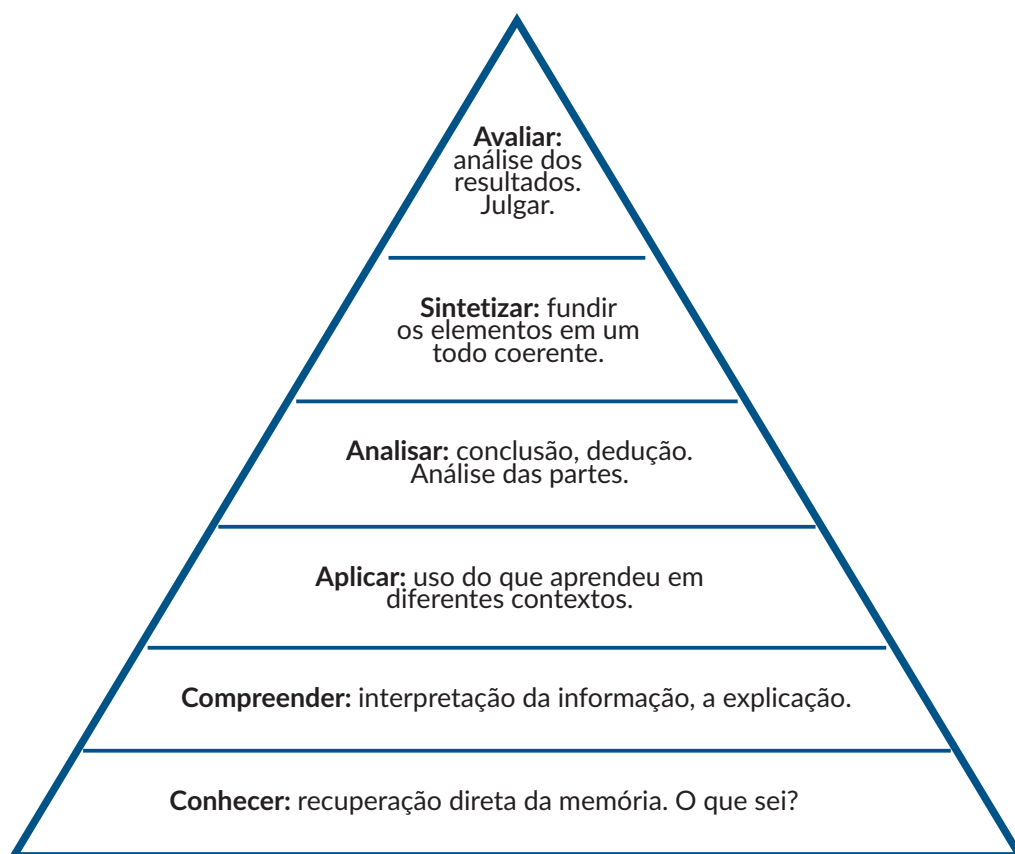 Avaliar:
análise dos
resultados.
Julgar.
Sintetizar: fundir
os elementos em um
todo coerente.
Analisar: conclusão, dedução.
Análise das partes.
Aplicar: uso do que aprendeu em
diferentes contextos.
Compreender: interpretação da informação, a explicação.
Conhecer: recuperação direta da memória. O que sei?